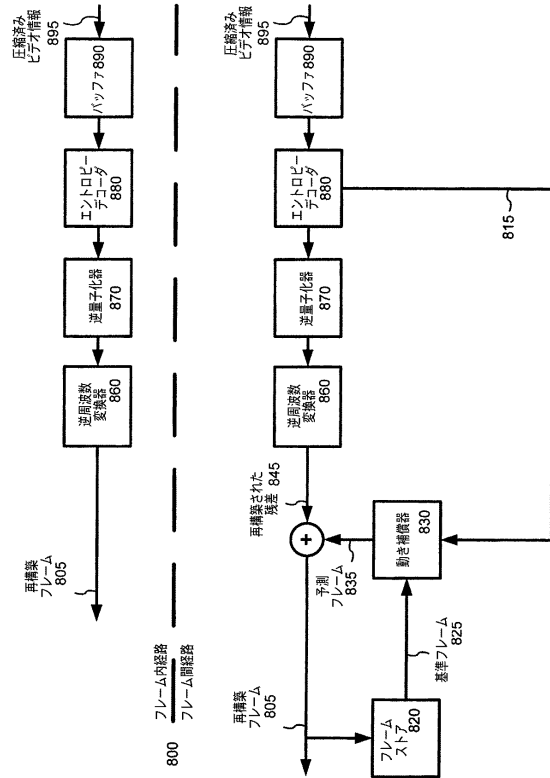 圧縮済み
ビデオ情報
895
バッファ890
エントロピー
デコーダ
880
逆量子化器
870
逆周波数
変換器
860
再構築
フレーム
805
800
フレーム内経路
フレーム間経路
圧縮済み
ビデオ情報
895
バッファ890
エントロピー
デコーダ
880
815
逆量子化器
870
逆周波数
変換器
860
再構築された
残差 845
+
予測
フレーム
835
動き補償器
830
基準フレーム
825
再構築
フレーム
805
フレーム
ストア
820